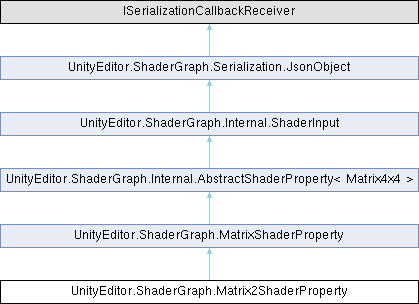 ISerializationCallbackReceiver
UnityEditor.ShaderGraph.Serialization.JsonObject
UnityEditor.ShaderGraph.Internal.ShaderInput
UnityEditor.ShaderGraph.Internal.AbstractShaderProperty< Matrix4x4 >
UnityEditor.ShaderGraph.MatrixShaderProperty
UnityEditor.ShaderGraph.Matrix2ShaderProperty